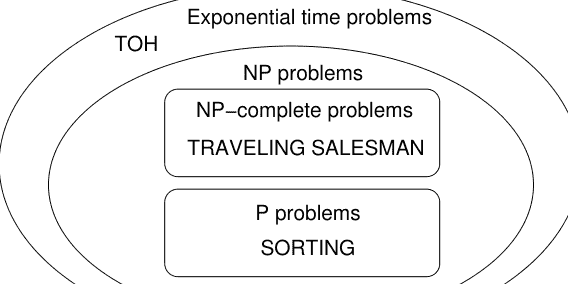 Exponential time problems
TOH
NP problems
NP−complete problems
TRAVELING SALESMAN
P problems
SORTING